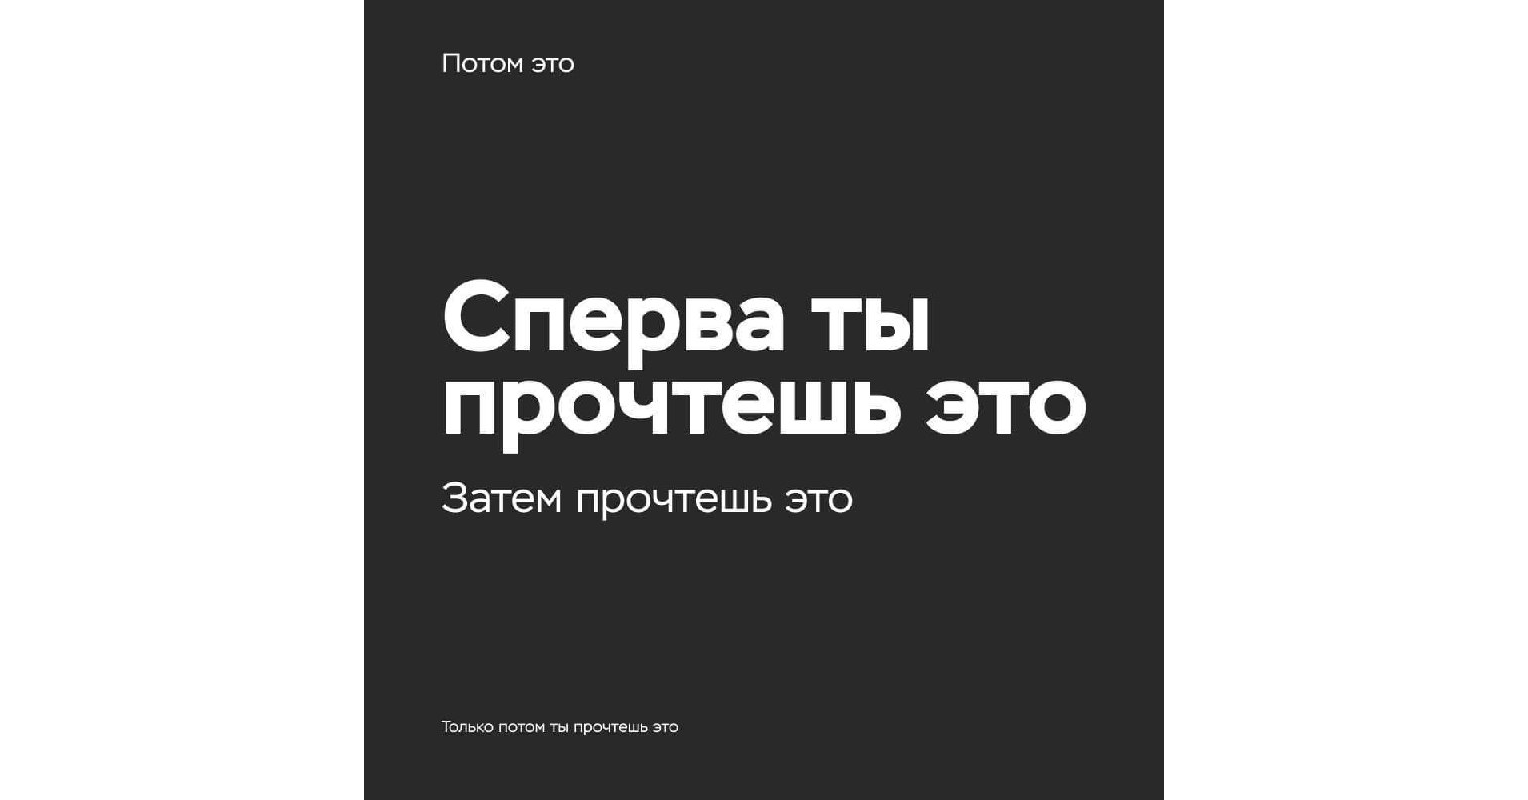 Потом это
Сперва ты
прочтешь это
Затем прочтешь это
Только потом ты прочтешь это